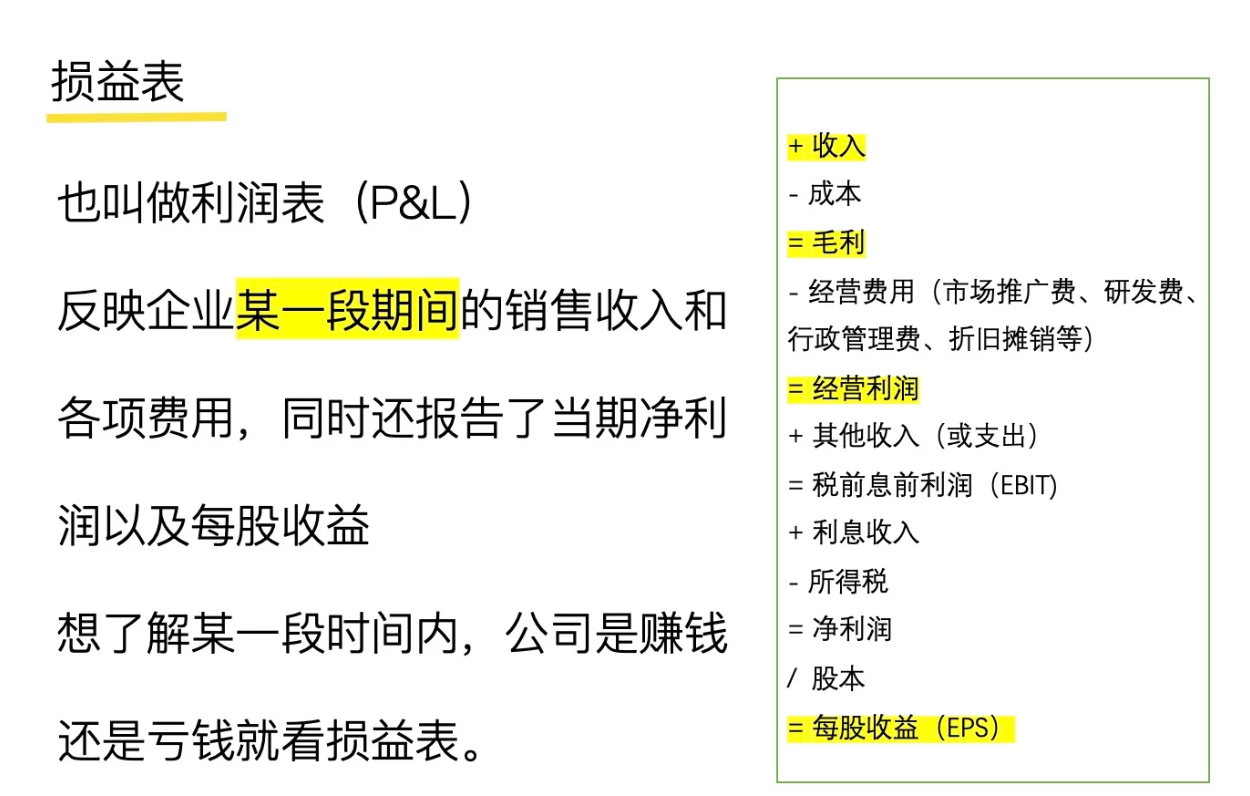 损益表
也叫做利润表（P&L）
反映企业某一段期间的销售收入和
各项费用，同时还报告了当期净利
润以及每股收益
想了解某一段时间内，公司是赚钱
还是亏钱就看损益表。
+ 收入
- 成本
= 毛利
- 经营费用（市场推广费、研发费、
行政管理费、折旧摊销等）
= 经营利润
+ 其他收入（或支出）
= 税前息前利润（EBIT)
+ 利息收入
- 所得税
= 净利润
/ 股本
= 每股收益（EPS）